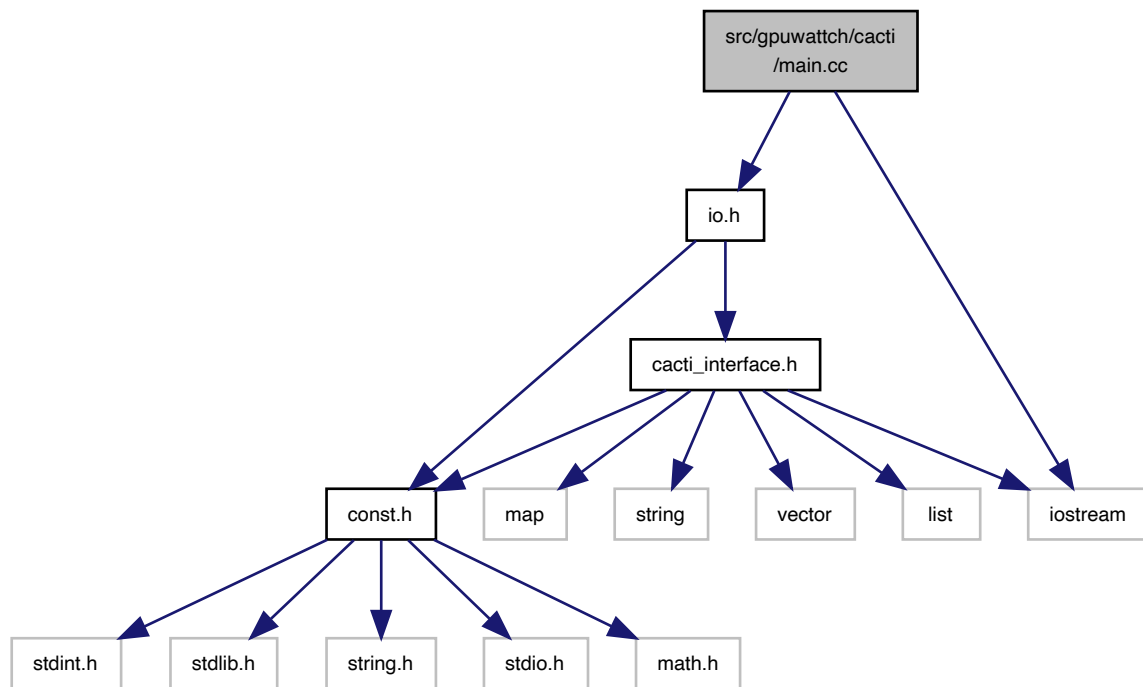 src/gpuwattch/cacti
/main.cc
io.h
cacti_interface.h
const.h
map
string
vector
list
iostream
stdint.h
stdlib.h
string.h
stdio.h
math.h